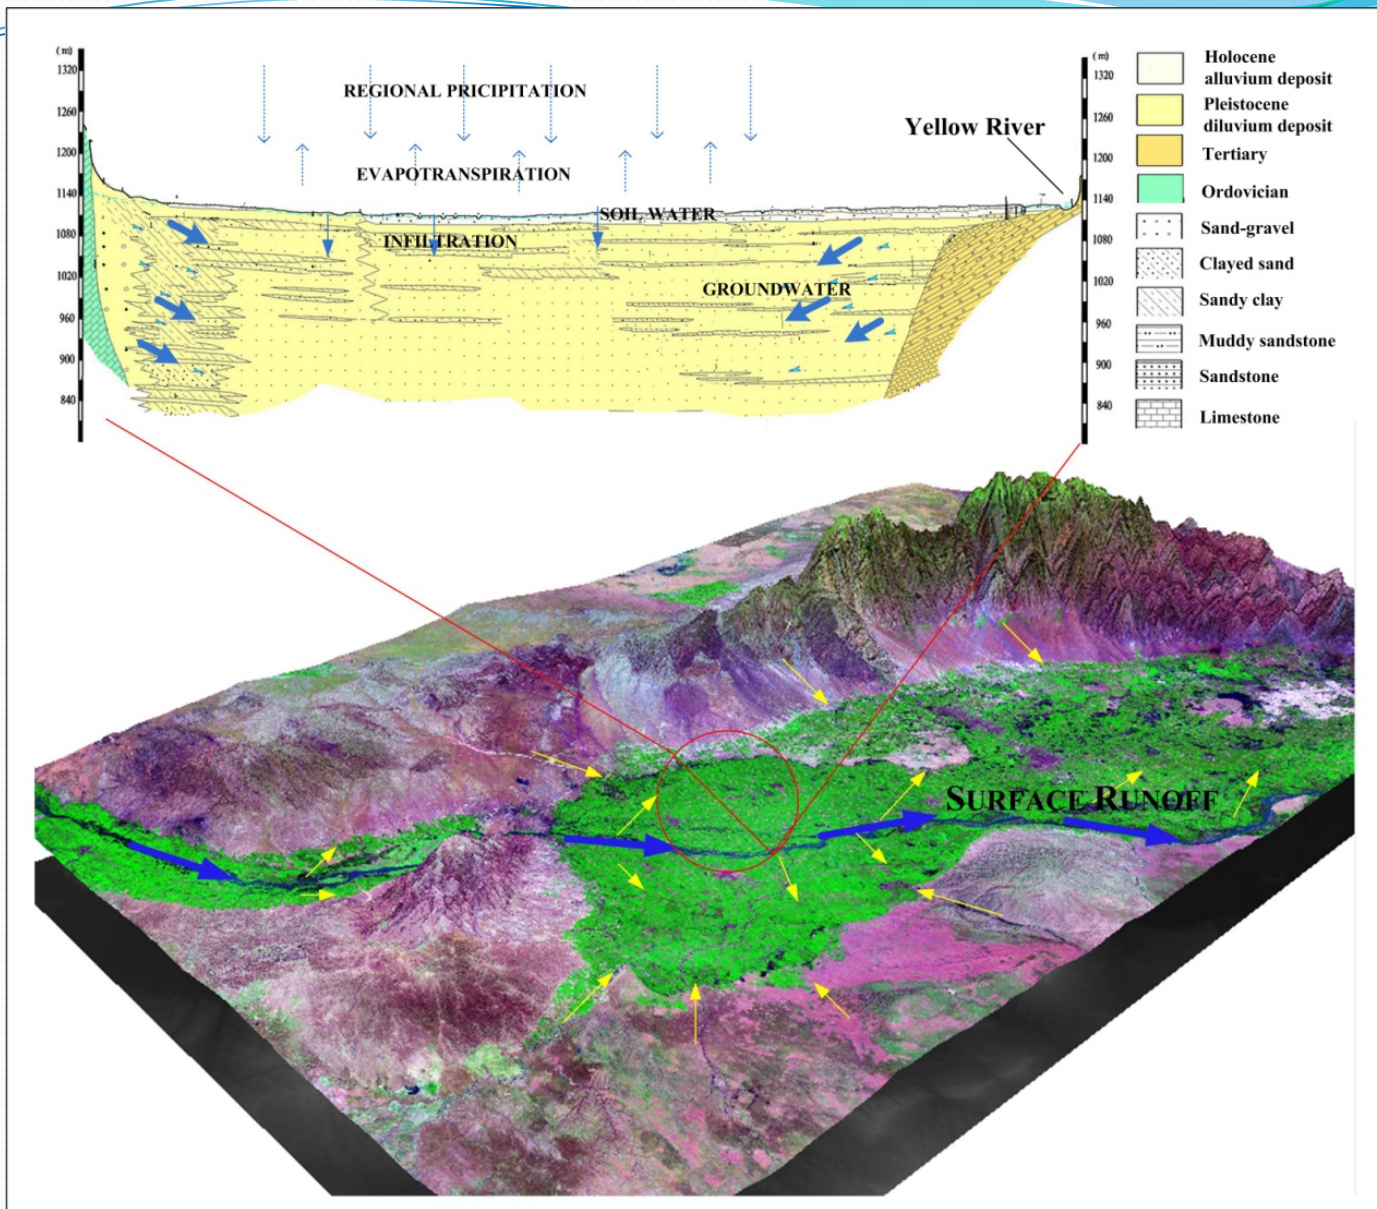 ( m)
1320
1260
1200
1140
1080
1020
960
900
840
REGIONAL PRICIPITATION
EVAPOTRANSPIRATION
SOIL WATER
INFILTRATION
GROUNDWATER
Yellow River
( m)
1320
1260
1200
1140
1080
1020
960
900
840
Holocene
alluvium deposit
Pleistocene
diluvium deposit
Tertiary
Ordovician
Sand-gravel
Clayed sand
Sandy clay
Muddy sandstone
Sandstone
Limestone
SURFACE RUNOFF